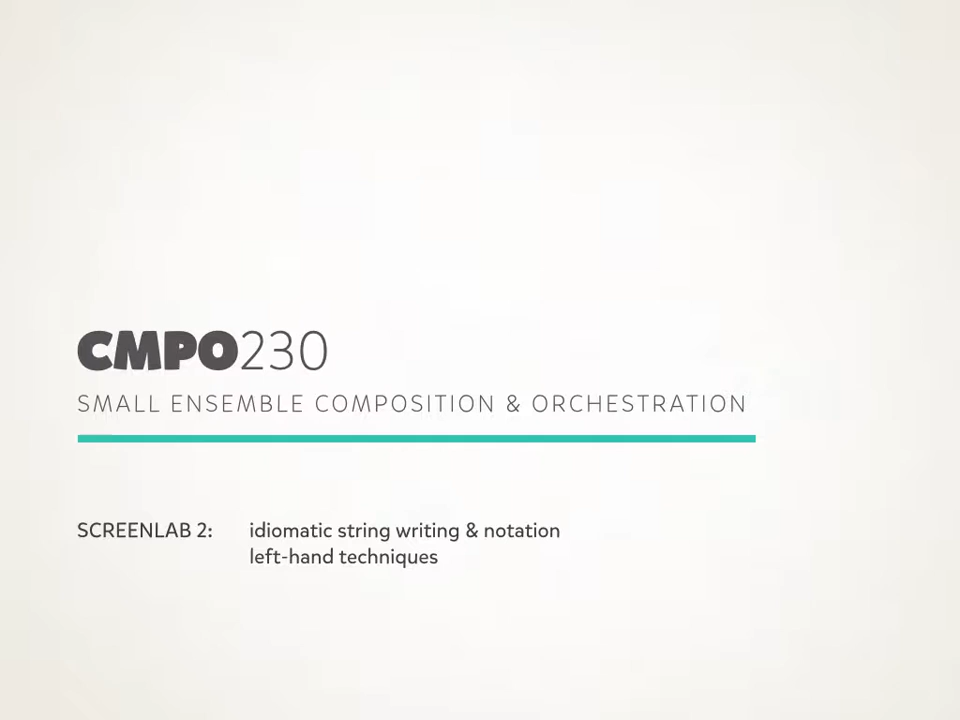 CMPO230
SMALL ENSEMBLE COMPOSITION & ORCHESTRATION
SCREENLAB 2: idiomatic string writing & notation
left-hand techniques